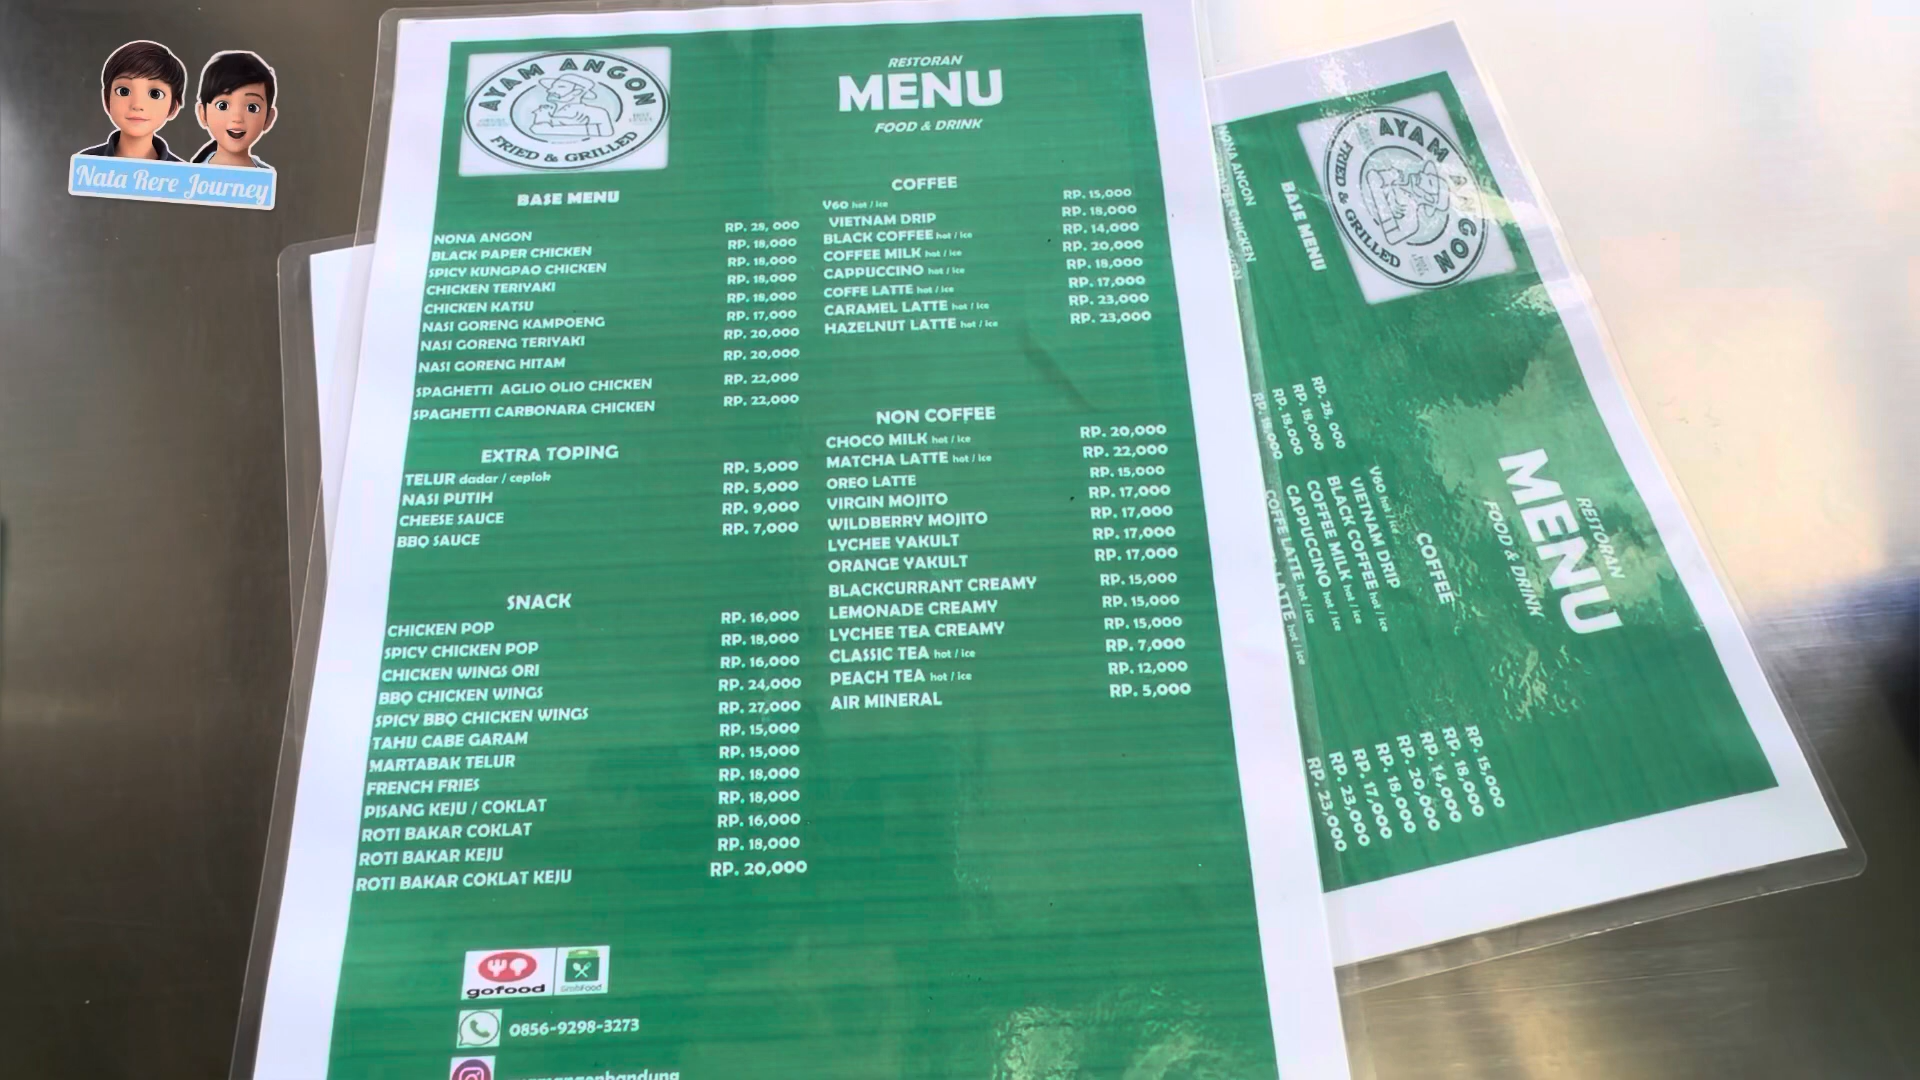 Nata Rere Journey
AYAM ANGON
FRIED & GRILLED
RESTORAN
MENU
FOOD & DRINK
BASE MENU
NONA ANGON RP. 28, 000
BLACK PAPER CHICKEN RP. 18,000
SPICY KUNGPAO CHICKEN RP. 18,000
CHICKEN TERIYAKI RP. 18,000
CHICKEN KATSU RP. 18,000
NASI GORENG KAMPOENG RP. 17,000
NASI GORENG TERIYAKI RP. 20,000
NASI GORENG HITAM RP. 20,000
SPAGHETTI AGLIO OLIO CHICKEN RP. 22,000
SPAGHETTI CARBONARA CHICKEN RP. 22,000
EXTRA TOPING
TELUR dadar / ceplok RP. 5,000
NASI PUTIH RP. 5,000
CHEESE SAUCE RP. 9,000
BBQ SAUCE RP. 7,000
SNACK
CHICKEN POP RP. 16,000
SPICY CHICKEN POP RP. 18,000
CHICKEN WINGS ORI RP. 16,000
BBQ CHICKEN WINGS RP. 24,000
SPICY BBQ CHICKEN WINGS RP. 27,000
TAHU CABE GARAM RP. 15,000
MARTABAK TELUR RP. 15,000
FRENCH FRIES RP. 18,000
PISANG KEJU / COKLAT RP. 18,000
ROTI BAKAR COKLAT RP. 16,000
ROTI BAKAR KEJU RP. 18,000
ROTI BAKAR COKLAT KEJU RP. 20,000
gofood
GrabFood
0856-9298-3273
COFFEE
V60 hot / ice RP. 15,000
VIETNAM DRIP RP. 18,000
BLACK COFFEE hot / ice RP. 14,000
COFFEE MILK hot / ice RP. 20,000
CAPPUCCINO hot / ice RP. 18,000
COFFE LATTE hot / ice RP. 17,000
CARAMEL LATTE hot / ice RP. 23,000
HAZELNUT LATTE hot / ice RP. 23,000
NON COFFEE
CHOCO MILK hot / ice RP. 20,000
MATCHA LATTE hot / ice RP. 22,000
OREO LATTE RP. 15,000
VIRGIN MOJITO RP. 17,000
WILDBERRY MOJITO RP. 17,000
LYCHEE YAKULT RP. 17,000
ORANGE YAKULT RP. 17,000
BLACKCURRANT CREAMY RP. 15,000
LEMONADE CREAMY RP. 15,000
LYCHEE TEA CREAMY RP. 15,000
CLASSIC TEA hot / ice RP. 7,000
PEACH TEA hot / ice RP. 12,000
AIR MINERAL RP. 5,000
AYAM ANGON
FRIED & GRILLED
RESTORAN
MENU
FOOD & DRINK
BASE MENU
NONA ANGON RP. 28, 000
PAPER CHICKEN RP. 18,000
RP. 18,000
RP. 18,000
COFFEE
V60 hot / ice RP. 15,000
VIETNAM DRIP RP. 18,000
BLACK COFFEE hot / ice RP. 14,000
COFFEE MILK hot / ice RP. 20,000
CAPPUCCINO hot / ice RP. 18,000
COFFE LATTE hot / ice RP. 17,000
LATTE hot / ice RP. 23,000
RP. 23,000